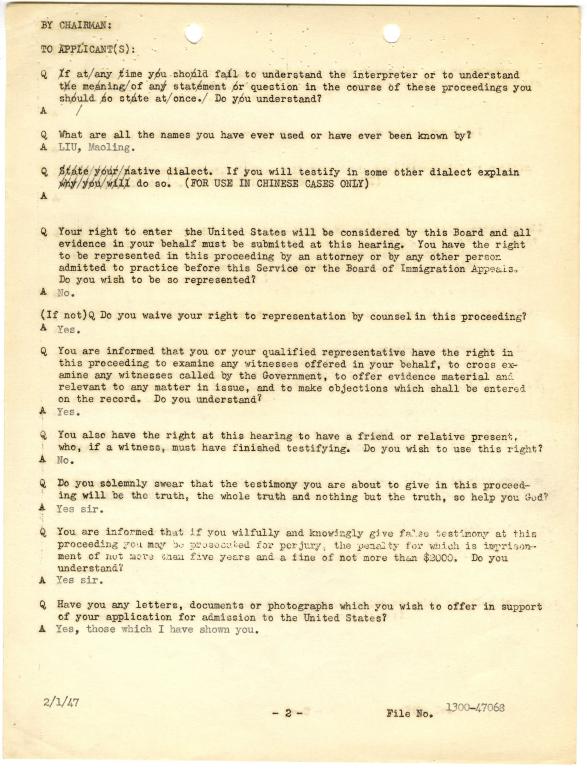 BY CHAIRMAN:
TO APPLICANT(S):
Q If at any time you should fail to understand the interpreter or to understand
the meaning of any statement or question in the course of these proceedings you
should so state at once. Do you understand?
A
Q What are all the names you have ever used or have ever been known by?
A LIU, Maoling.
Q State your native dialect. If you will testify in some other dialect explain
why you will do so. (FOR USE IN CHINESE CASES ONLY)
A
Q Your right to enter the United States will be considered by this Board and all
evidence in your behalf must be submitted at this hearing. You have the right
to be represented in this proceeding by an attorney or by any other person
admitted to practice before this Service or the Board of Immigration Appeals.
Do you wish to be so represented?
A No.
(If not)Q Do you waive your right to representation by counsel in this proceeding?
A Yes.
Q You are informed that you or your qualified representative have the right in
this proceeding to examine any witnesses offered in your behalf, to cross ex-
amine any witnesses called by the Government, to offer evidence material and
relevant to any matter in issue, and to make objections which shall be entered
on the record. Do you understand?
A Yes.
Q You also have the right at this hearing to have a friend or relative present,
who, if a witness, must have finished testifying. Do you wish to use this right?
A No.
Q Do you solemnly swear that the testimony you are about to give in this proceed-
ing will be the truth, the whole truth and nothing but the truth, so help you God?
A Yes sir.
Q You are informed that if you wilfully and knowingly give false testimony at this
proceeding you may be prosecuted for perjury, the penalty for which is imprison-
ment of not more than five years and a fine of not more than $2000. Do you
understand?
A Yes sir.
Q Have you any letters, documents or photographs which you wish to offer in support
of your application for admission to the United States?
A Yes, those which I have shown you.
2/1/47
- 2 -
File No. 1300-47068